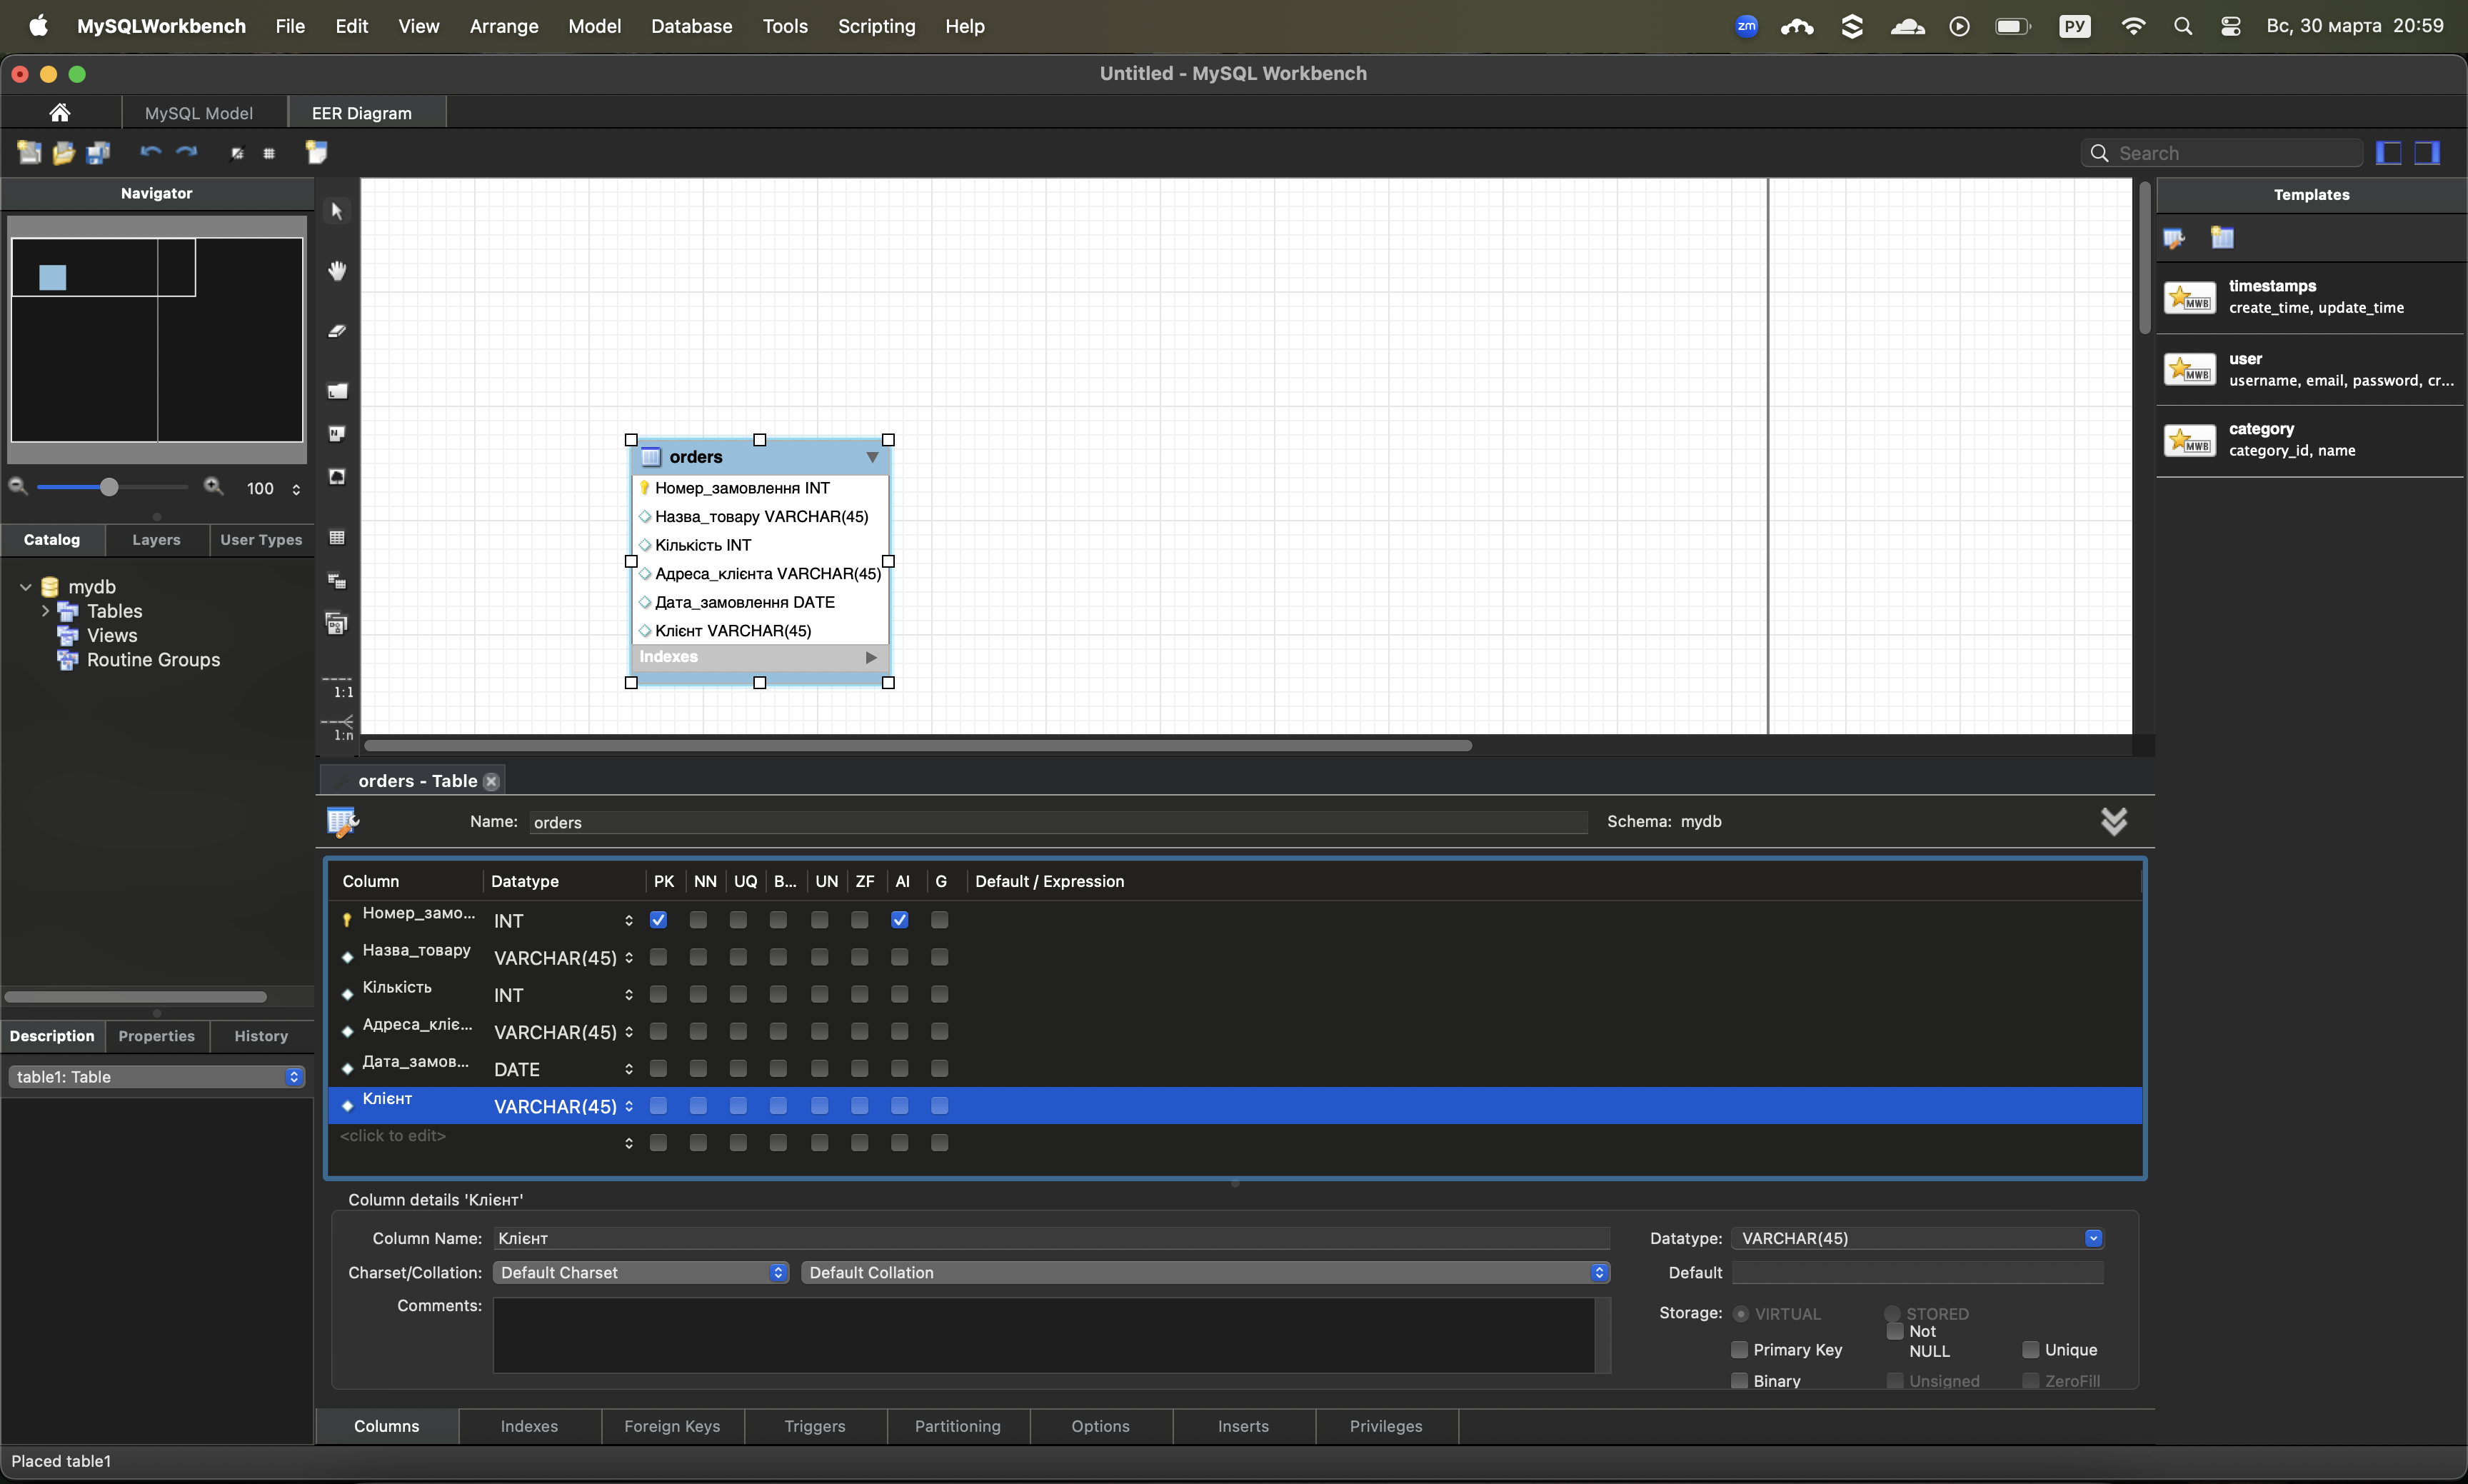 MySQLWorkbench File Edit View Arrange Model Database Tools Scripting Help zm РУ Вс, 30 марта 20:59
Untitled - MySQL Workbench
MySQL Model EER Diagram
Search
Navigator
Templates
timestamps
create_time, update_time
user
username, email, password, cr...
category
category_id, name
MWB
MWB
MWB
100
Catalog Layers User Types
mydb
Tables
Views
Routine Groups
1:1
1:n
orders
Номер_замовлення INT
Назва_товару VARCHAR(45)
Кількість INT
Адреса_клієнта VARCHAR(45)
Дата_замовлення DATE
Клієнт VARCHAR(45)
Indexes
Description Properties History
table1: Table
orders - Table
Name: orders Schema: mydb
Column Datatype PK NN UQ B... UN ZF AI G Default / Expression
Номер_замо... INT
Назва_товару VARCHAR(45)
Кількість INT
Адреса_кліє... VARCHAR(45)
Дата_замов... DATE
Клієнт VARCHAR(45)
<click to edit>
Column details 'Клієнт'
Column Name: Клієнт Datatype: VARCHAR(45)
Charset/Collation: Default Charset Default Collation Default
Comments:
Storage: VIRTUAL STORED
Primary Key Not NULL Unique
Binary Unsigned ZeroFill
Columns Indexes Foreign Keys Triggers Partitioning Options Inserts Privileges
Placed table1